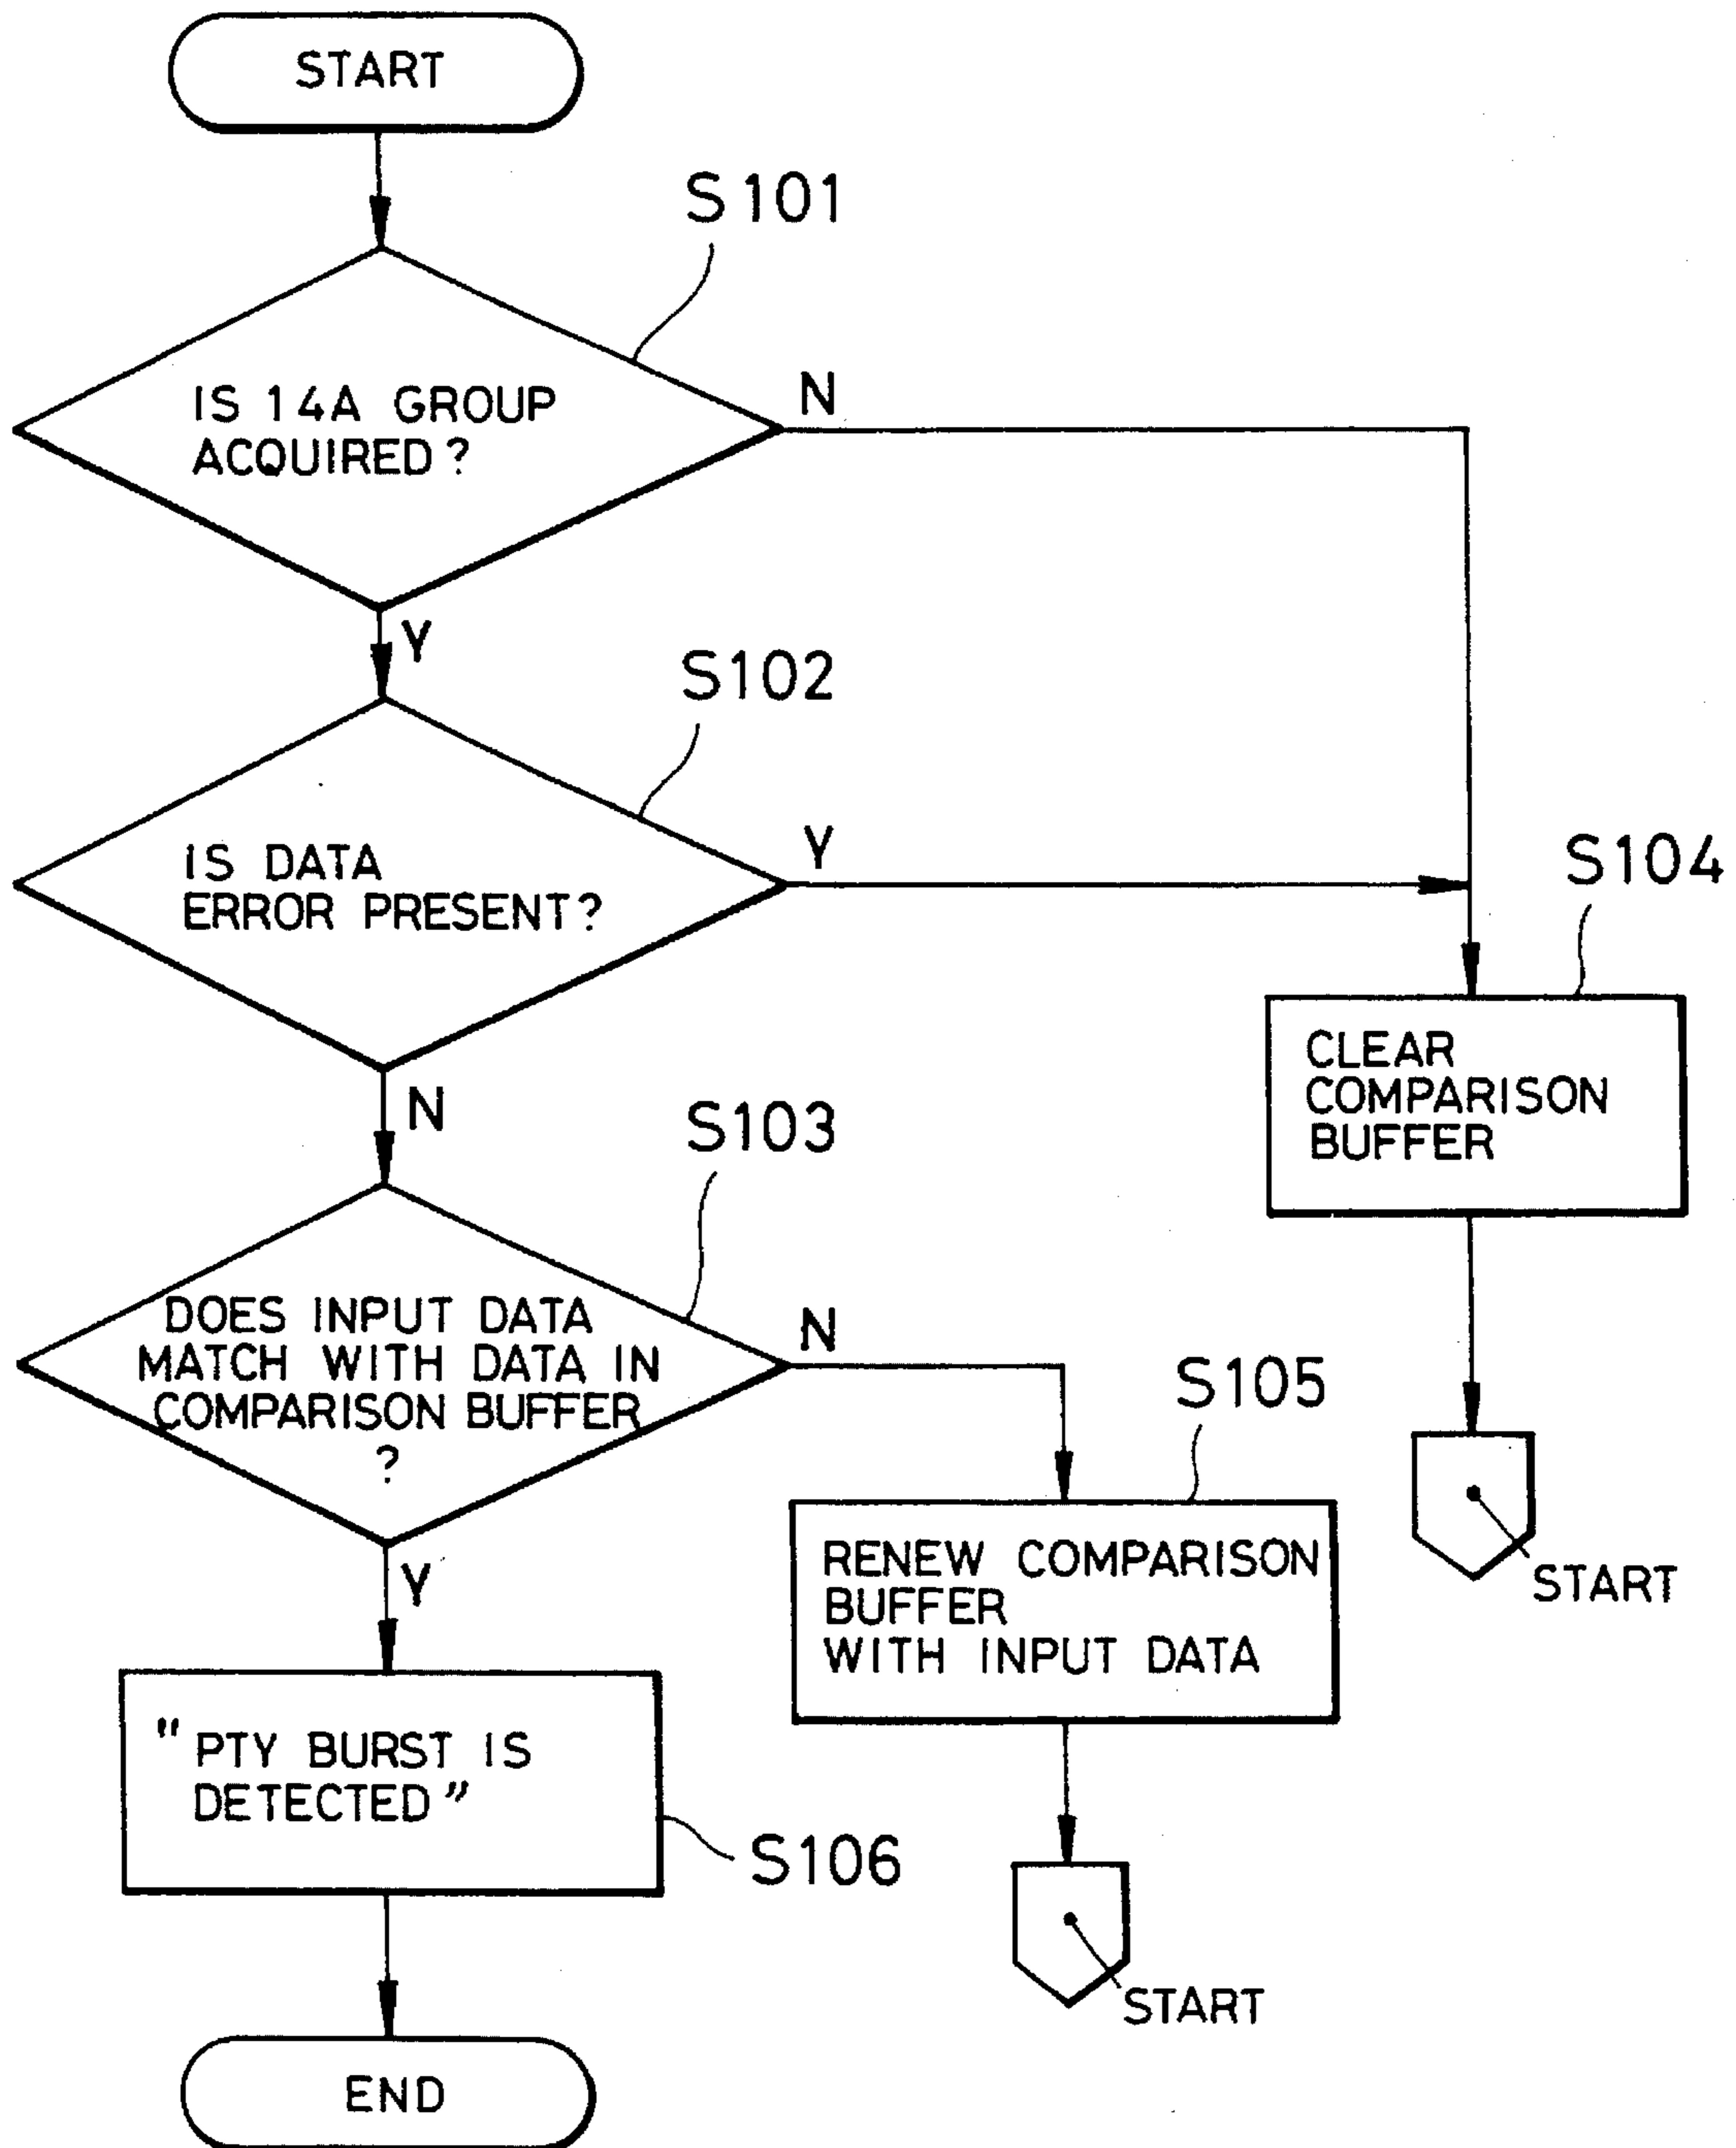 START
S101
IS 14A GROUP
ACQUIRED?
N
Y
S102
IS DATA
ERROR PRESENT?
Y
N
S104
CLEAR
COMPARISON
BUFFER
START
S103
DOES INPUT DATA
MATCH WITH DATA IN
COMPARISON BUFFER
?
N
Y
S105
RENEW COMPARISON
BUFFER
WITH INPUT DATA
START
"PTY BURST IS
DETECTED"
S106
END